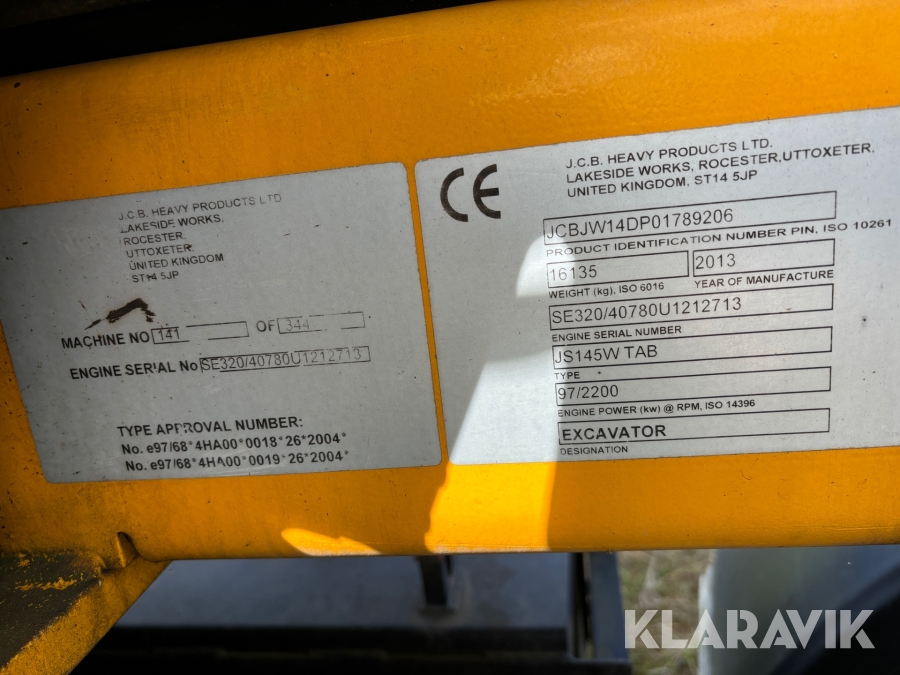 J.C.B. HEAVY PRODUCTS LTD
LAKESIDE WORKS,
ROCESTER,
UTTOXETER,
UNITED KINGDOM
ST14 5JP
MACHINE NO 141 OF 344
ENGINE SERIAL No SE320/40780U1212713
TYPE APPROVAL NUMBER:
No. e97/68*4HA00*0018*26*2004*
No. e97/68*4HA00*0019*26*2004*
CE
J.C.B. HEAVY PRODUCTS LTD.
LAKESIDE WORKS, ROCESTER,UTTOXETER,
UNITED KINGDOM, ST14 5JP
JCBJW14DP01789206
PRODUCT IDENTIFICATION NUMBER PIN, ISO 10261
16135 2013
WEIGHT (kg), ISO 6016 YEAR OF MANUFACTURE
SE320/40780U1212713
ENGINE SERIAL NUMBER
JS145W TAB
TYPE
97/2200
ENGINE POWER (kw) @ RPM, ISO 14396
EXCAVATOR
DESIGNATION
KLARAVIK